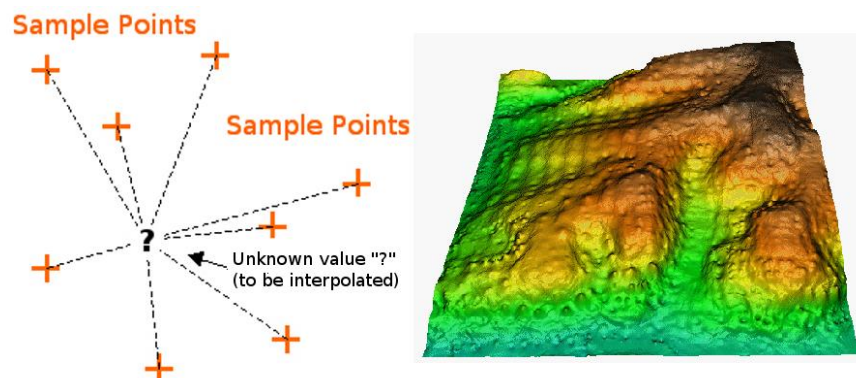 Sample Points
Sample Points
?
Unknown value "?"
(to be interpolated)